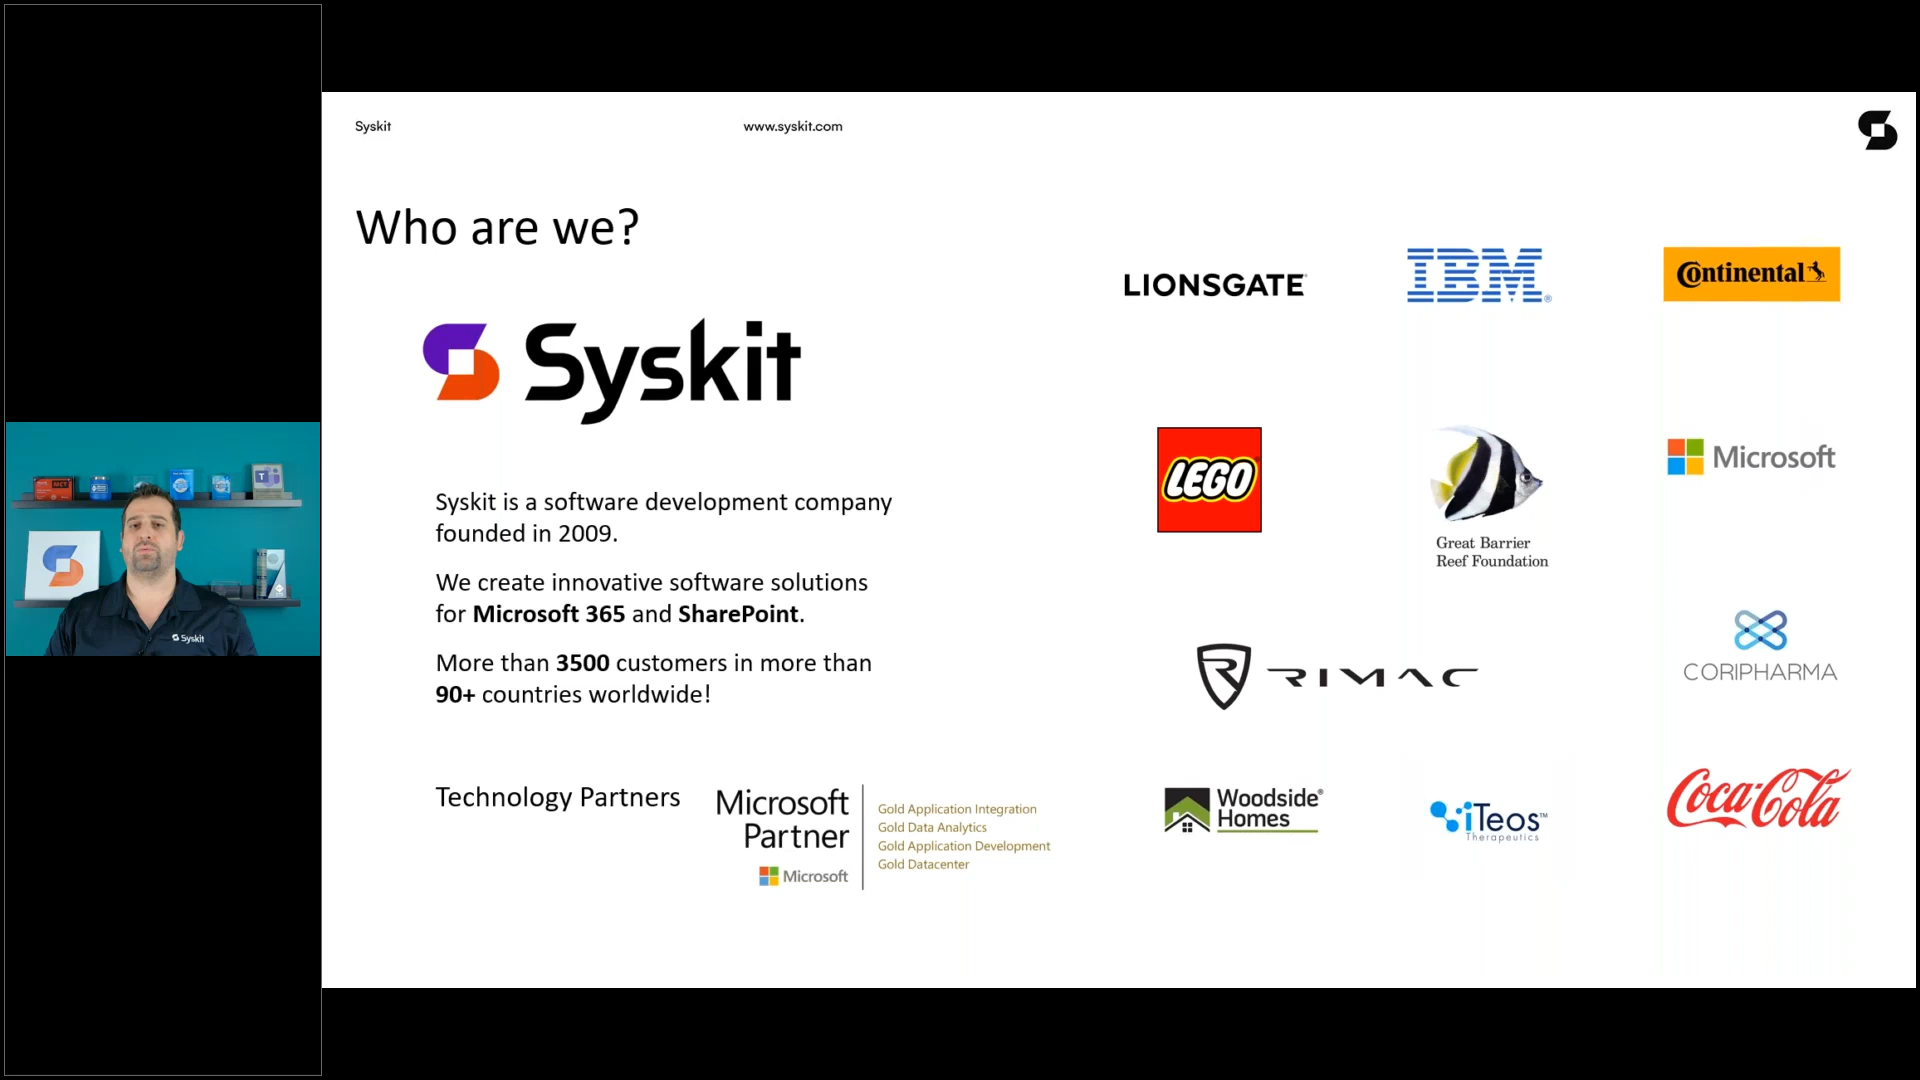 Syskit
www.syskit.com
Who are we?
Syskit
Syskit is a software development company
founded in 2009.
We create innovative software solutions
for Microsoft 365 and SharePoint.
More than 3500 customers in more than
90+ countries worldwide!
Technology Partners
Microsoft
Partner
Microsoft
Gold Application Integration
Gold Data Analytics
Gold Application Development
Gold Datacenter
LIONSGATE
IBM®
Continental
LEGO
Great Barrier
Reef Foundation
Microsoft
RIMAC
CORIPHARMA
Woodside®
Homes
iTeos™
Therapeutics
Coca-Cola
Syskit